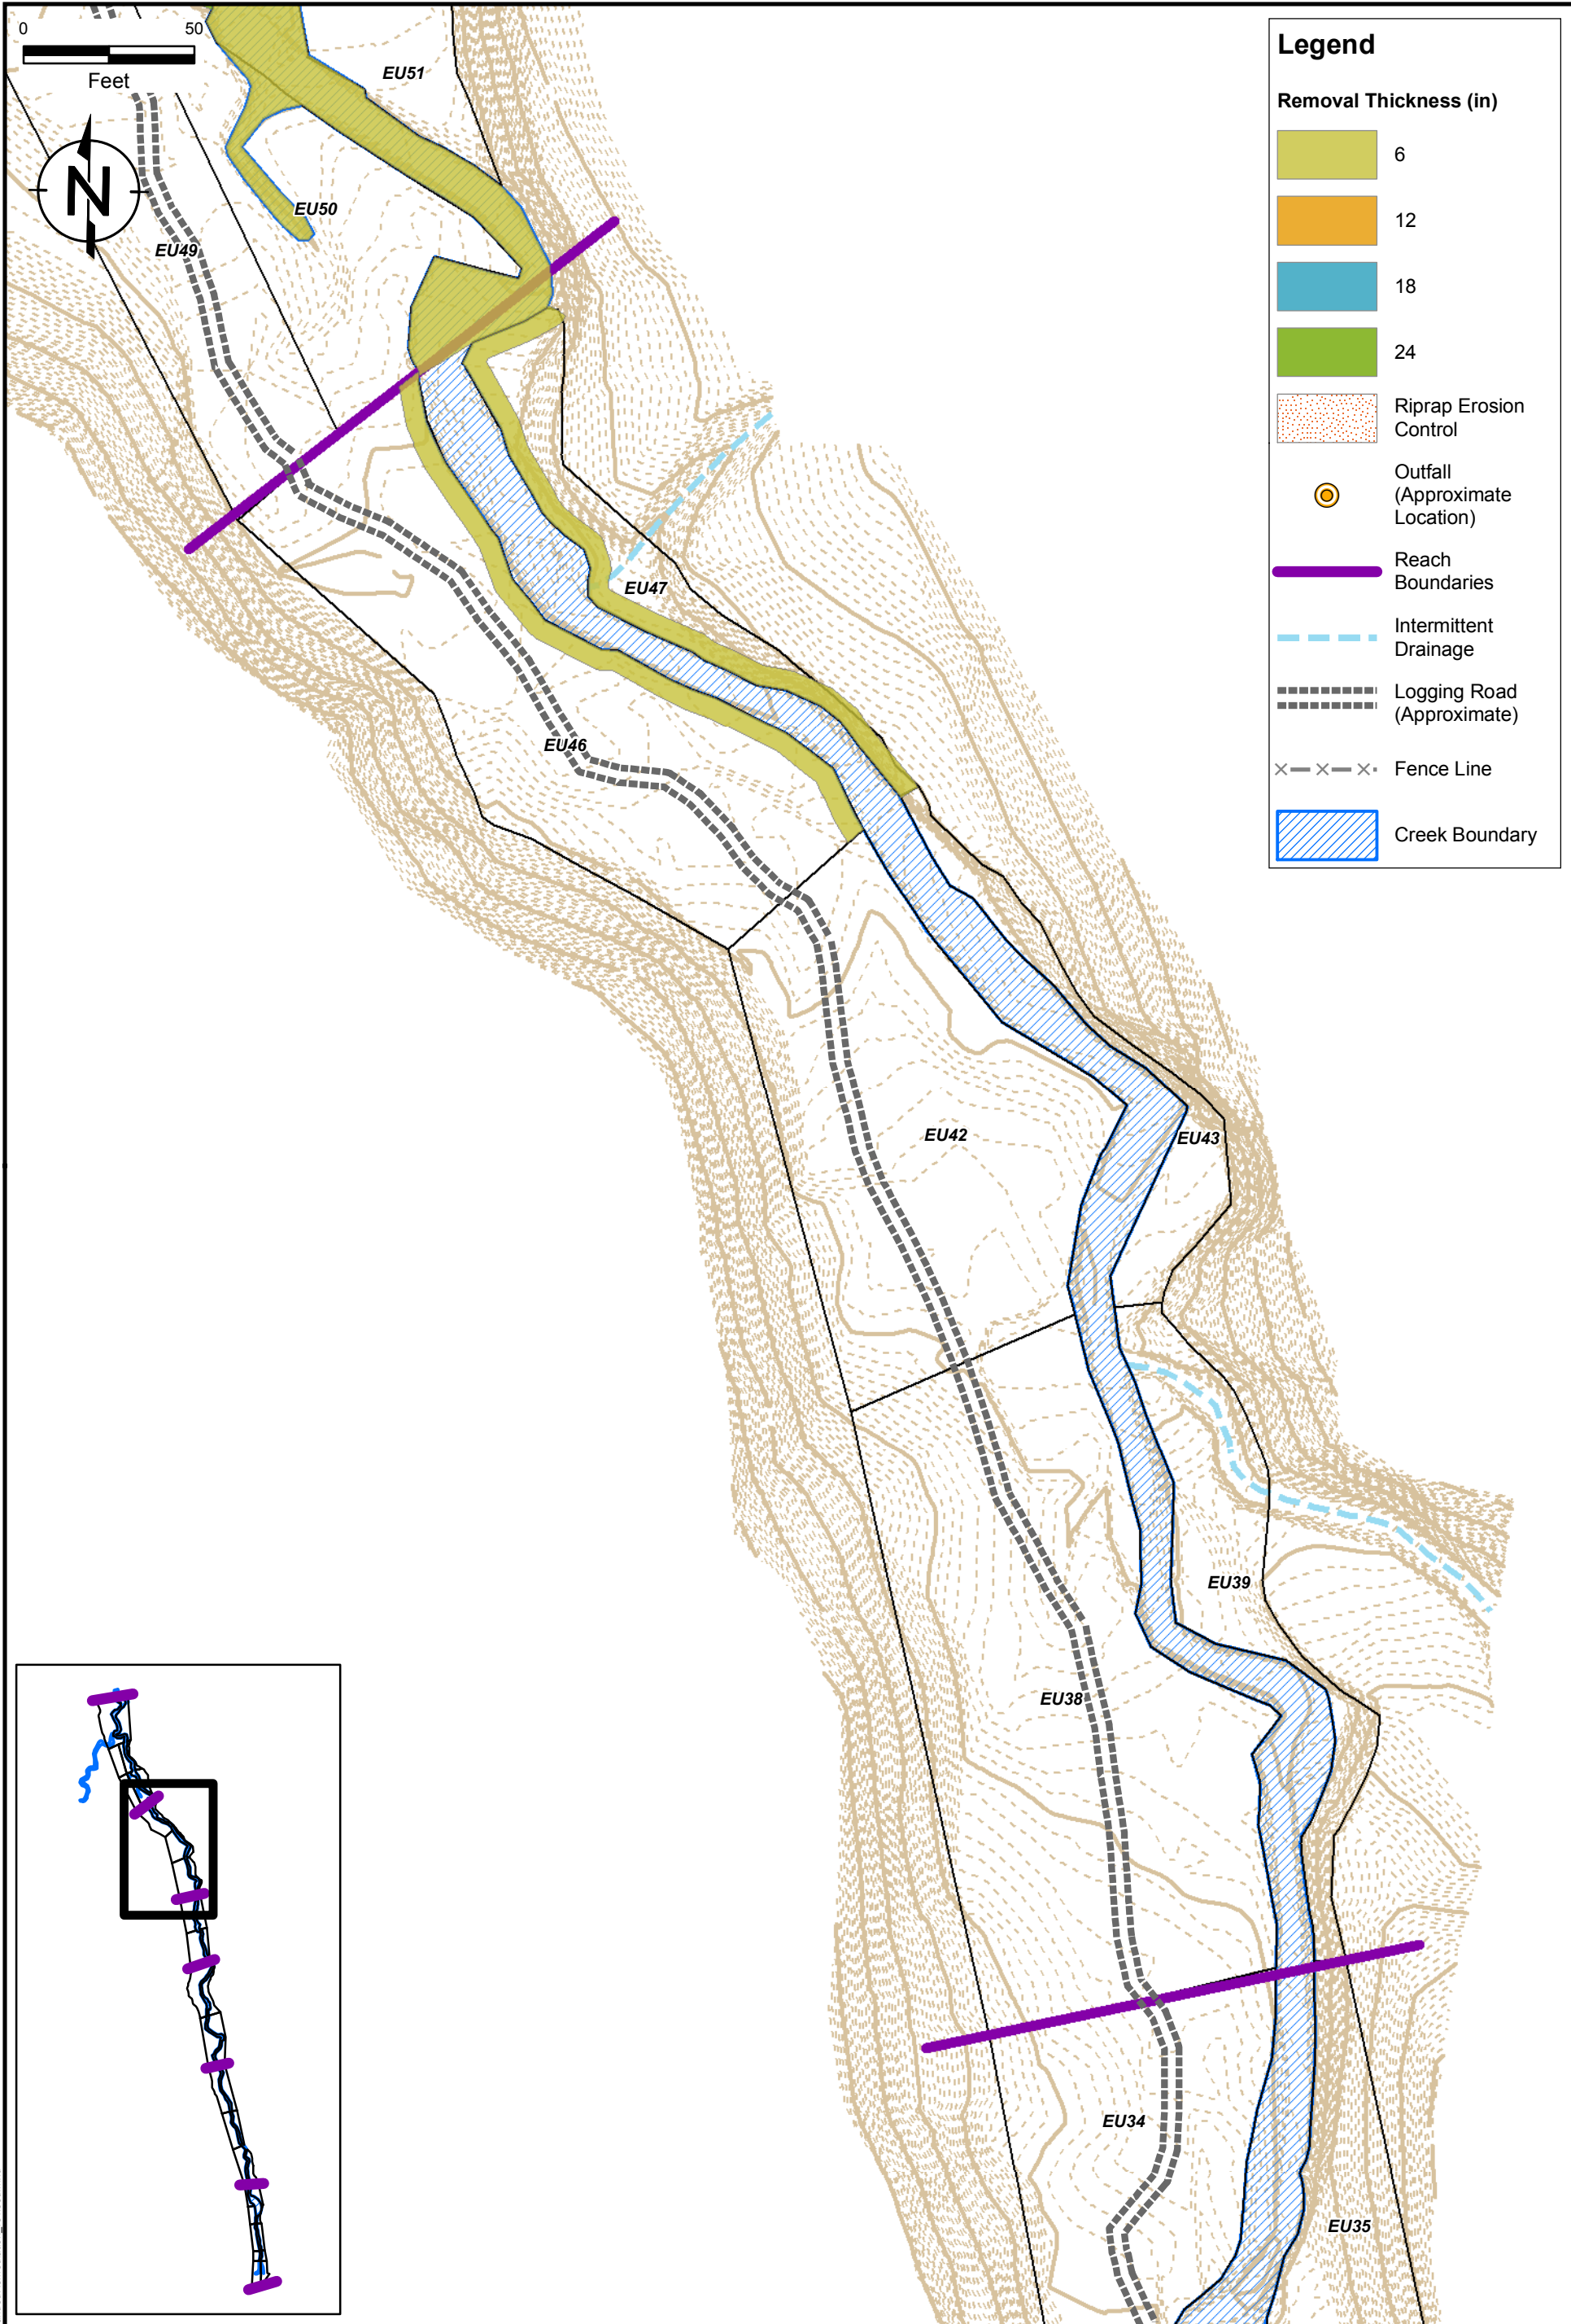 0 50
Feet
N
EU51
EU50
EU49
EU47
EU46
EU42
EU43
EU39
EU38
EU34
EU35
Legend
Removal Thickness (in)
6
12
18
24
Riprap Erosion
Control
Outfall
(Approximate
Location)
Reach
Boundaries
Intermittent
Drainage
Logging Road
(Approximate)
Fence Line
Creek Boundary